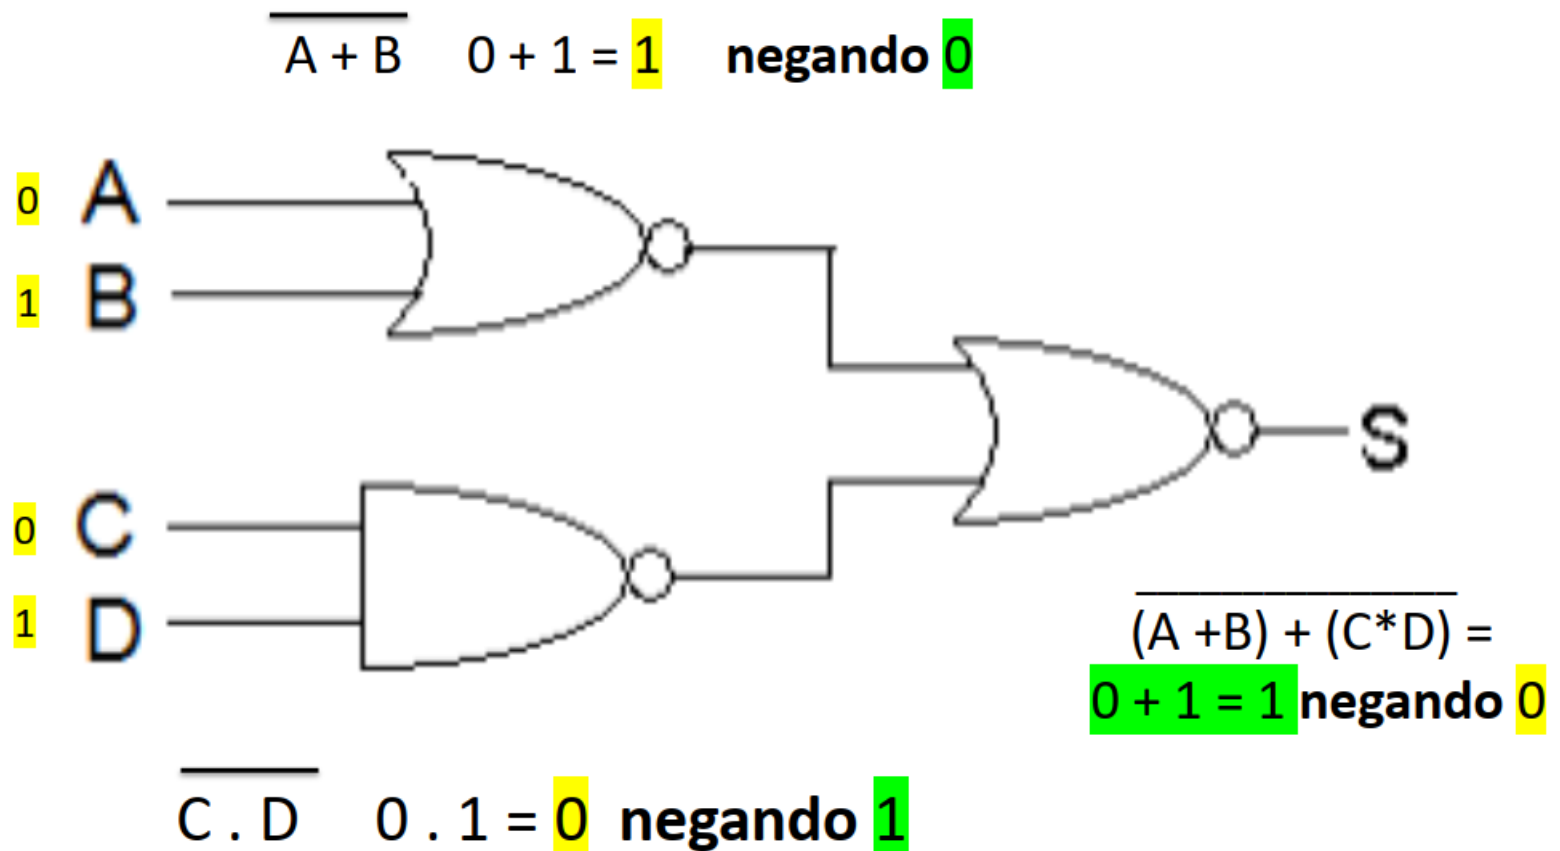 A + B 0 + 1 = 1 negando 0
0 A
1 B
S
0 C
1 D
(A +B) + (C*D) =
0 + 1 = 1 negando 0
C . D 0 . 1 = 0 negando 1